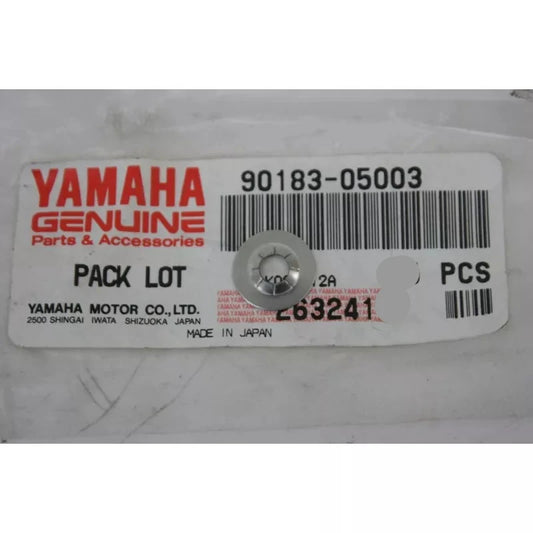 YAMAHA
GENUINE
Parts & Accessories
90183-05003
PACK LOT
PCS
YAMAHA MOTOR CO.,LTD.
2500 SHINGAI IWATA SHIZUOKA JAPAN
263241
MADE IN JAPAN